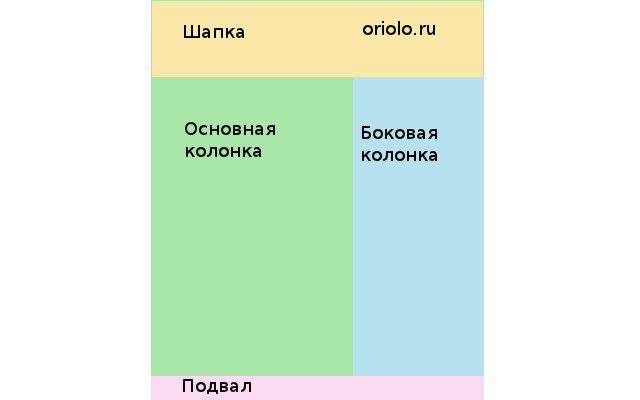 Шапка
oriolo.ru
Основная
колонка
Боковая
колонка
Подвал